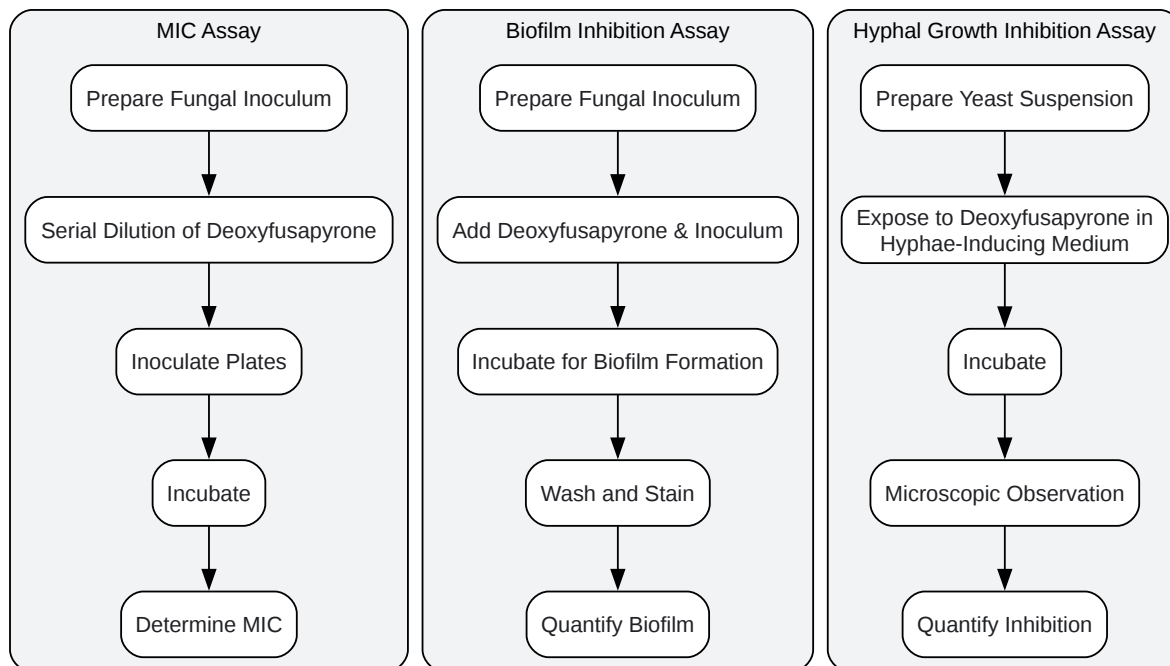 MIC Assay
Prepare Fungal Inoculum
Serial Dilution of Deoxyfusapyrone
Inoculate Plates
Incubate
Determine MIC
Biofilm Inhibition Assay
Prepare Fungal Inoculum
Add Deoxyfusapyrone & Inoculum
Incubate for Biofilm Formation
Wash and Stain
Quantify Biofilm
Hyphal Growth Inhibition Assay
Prepare Yeast Suspension
Expose to Deoxyfusapyrone in
Hyphae-Inducing Medium
Incubate
Microscopic Observation
Quantify Inhibition